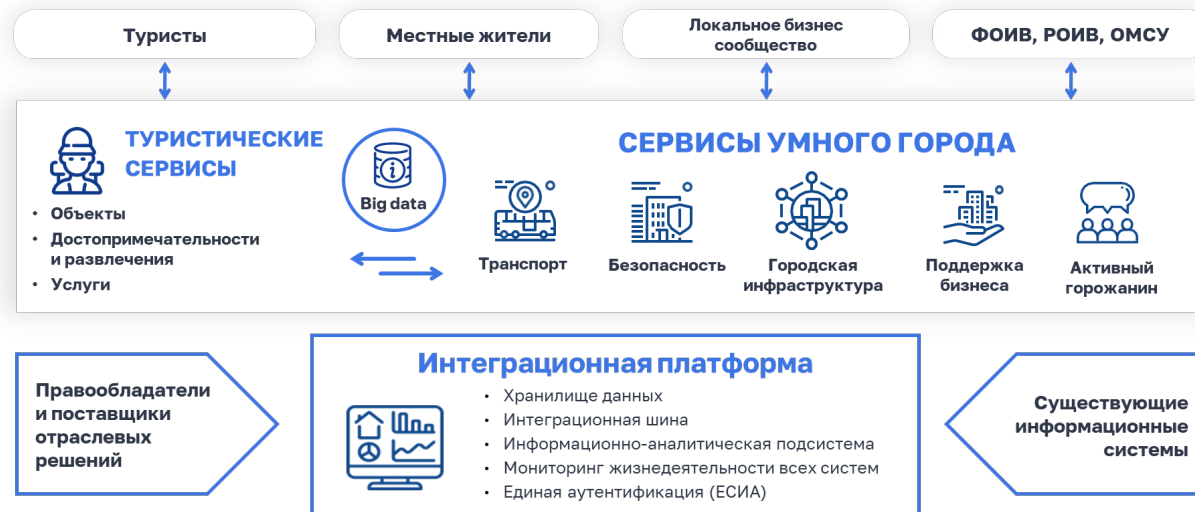 Туристы
Местные жители
Локальное бизнес
сообщество
ФОИВ, РОИВ, ОМСУ
ТУРИСТИЧЕСКИЕ
СЕРВИСЫ
• Объекты
• Достопримечательности
и развлечения
• Услуги
Big data
СЕРВИСЫ УМНОГО ГОРОДА
Транспорт
Безопасность
Городская
инфраструктура
Поддержка
бизнеса
Активный
горожанин
Правообладатели
и поставщики
отраслевых
решений
Интеграционная платформа
• Хранилище данных
• Интеграционная шина
• Информационно-аналитическая подсистема
• Мониторинг жизнедеятельности всех систем
• Единая аутентификация (ЕСИА)
Существующие
информационные
системы